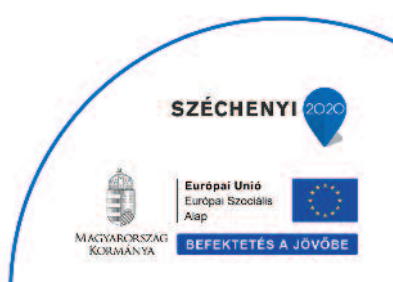 SZÉCHENYI 2020
Európai Unió
Európai Szociális
Alap
MAGYARORSZÁG
KORMÁNYA
BEFEKTETÉS A JÖVŐBE